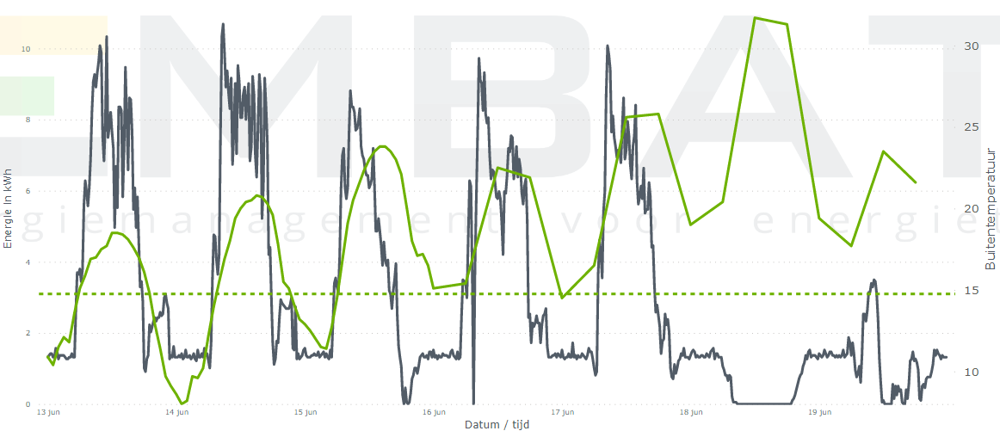 EMBAT
giemanagement voor energie
10
8
6
4
2
0
Energie in kWh
30
25
20
15
10
Buitentemperatuur
13 jun
14 jun
15 jun
16 jun
17 jun
18 jun
19 jun
Datum / tijd